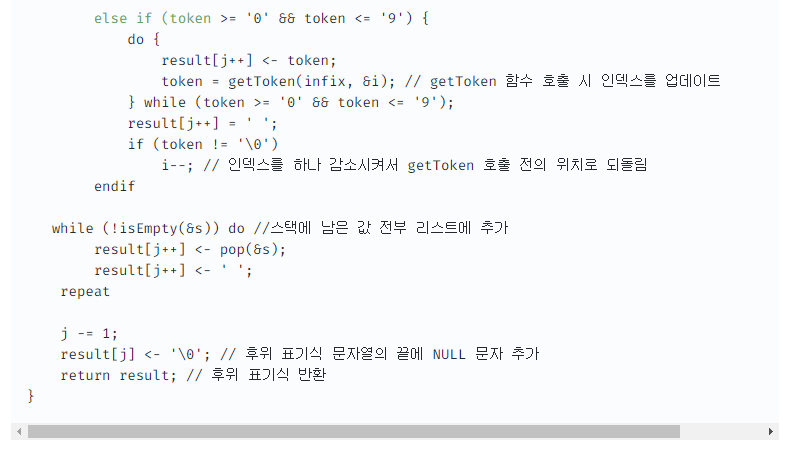 else if (token >= '0' && token <= '9') {
do {
result[j++] <- token;
token = getToken(infix, &i); // getToken 함수 호출 시 인덱스를 업데이트
} while (token >= '0' && token <= '9');
result[j++] = ' ';
if (token != '\0')
i--; // 인덱스를 하나 감소시켜서 getToken 호출 전의 위치로 되돌림
endif
while (!isEmpty(&s)) do //스택에 남은 값 전부 리스트에 추가
result[j++] <- pop(&s);
result[j++] <- ' ';
repeat
j -= 1;
result[j] <- '\0'; // 후위 표기식 문자열의 끝에 NULL 문자 추가
return result; // 후위 표기식 반환
}